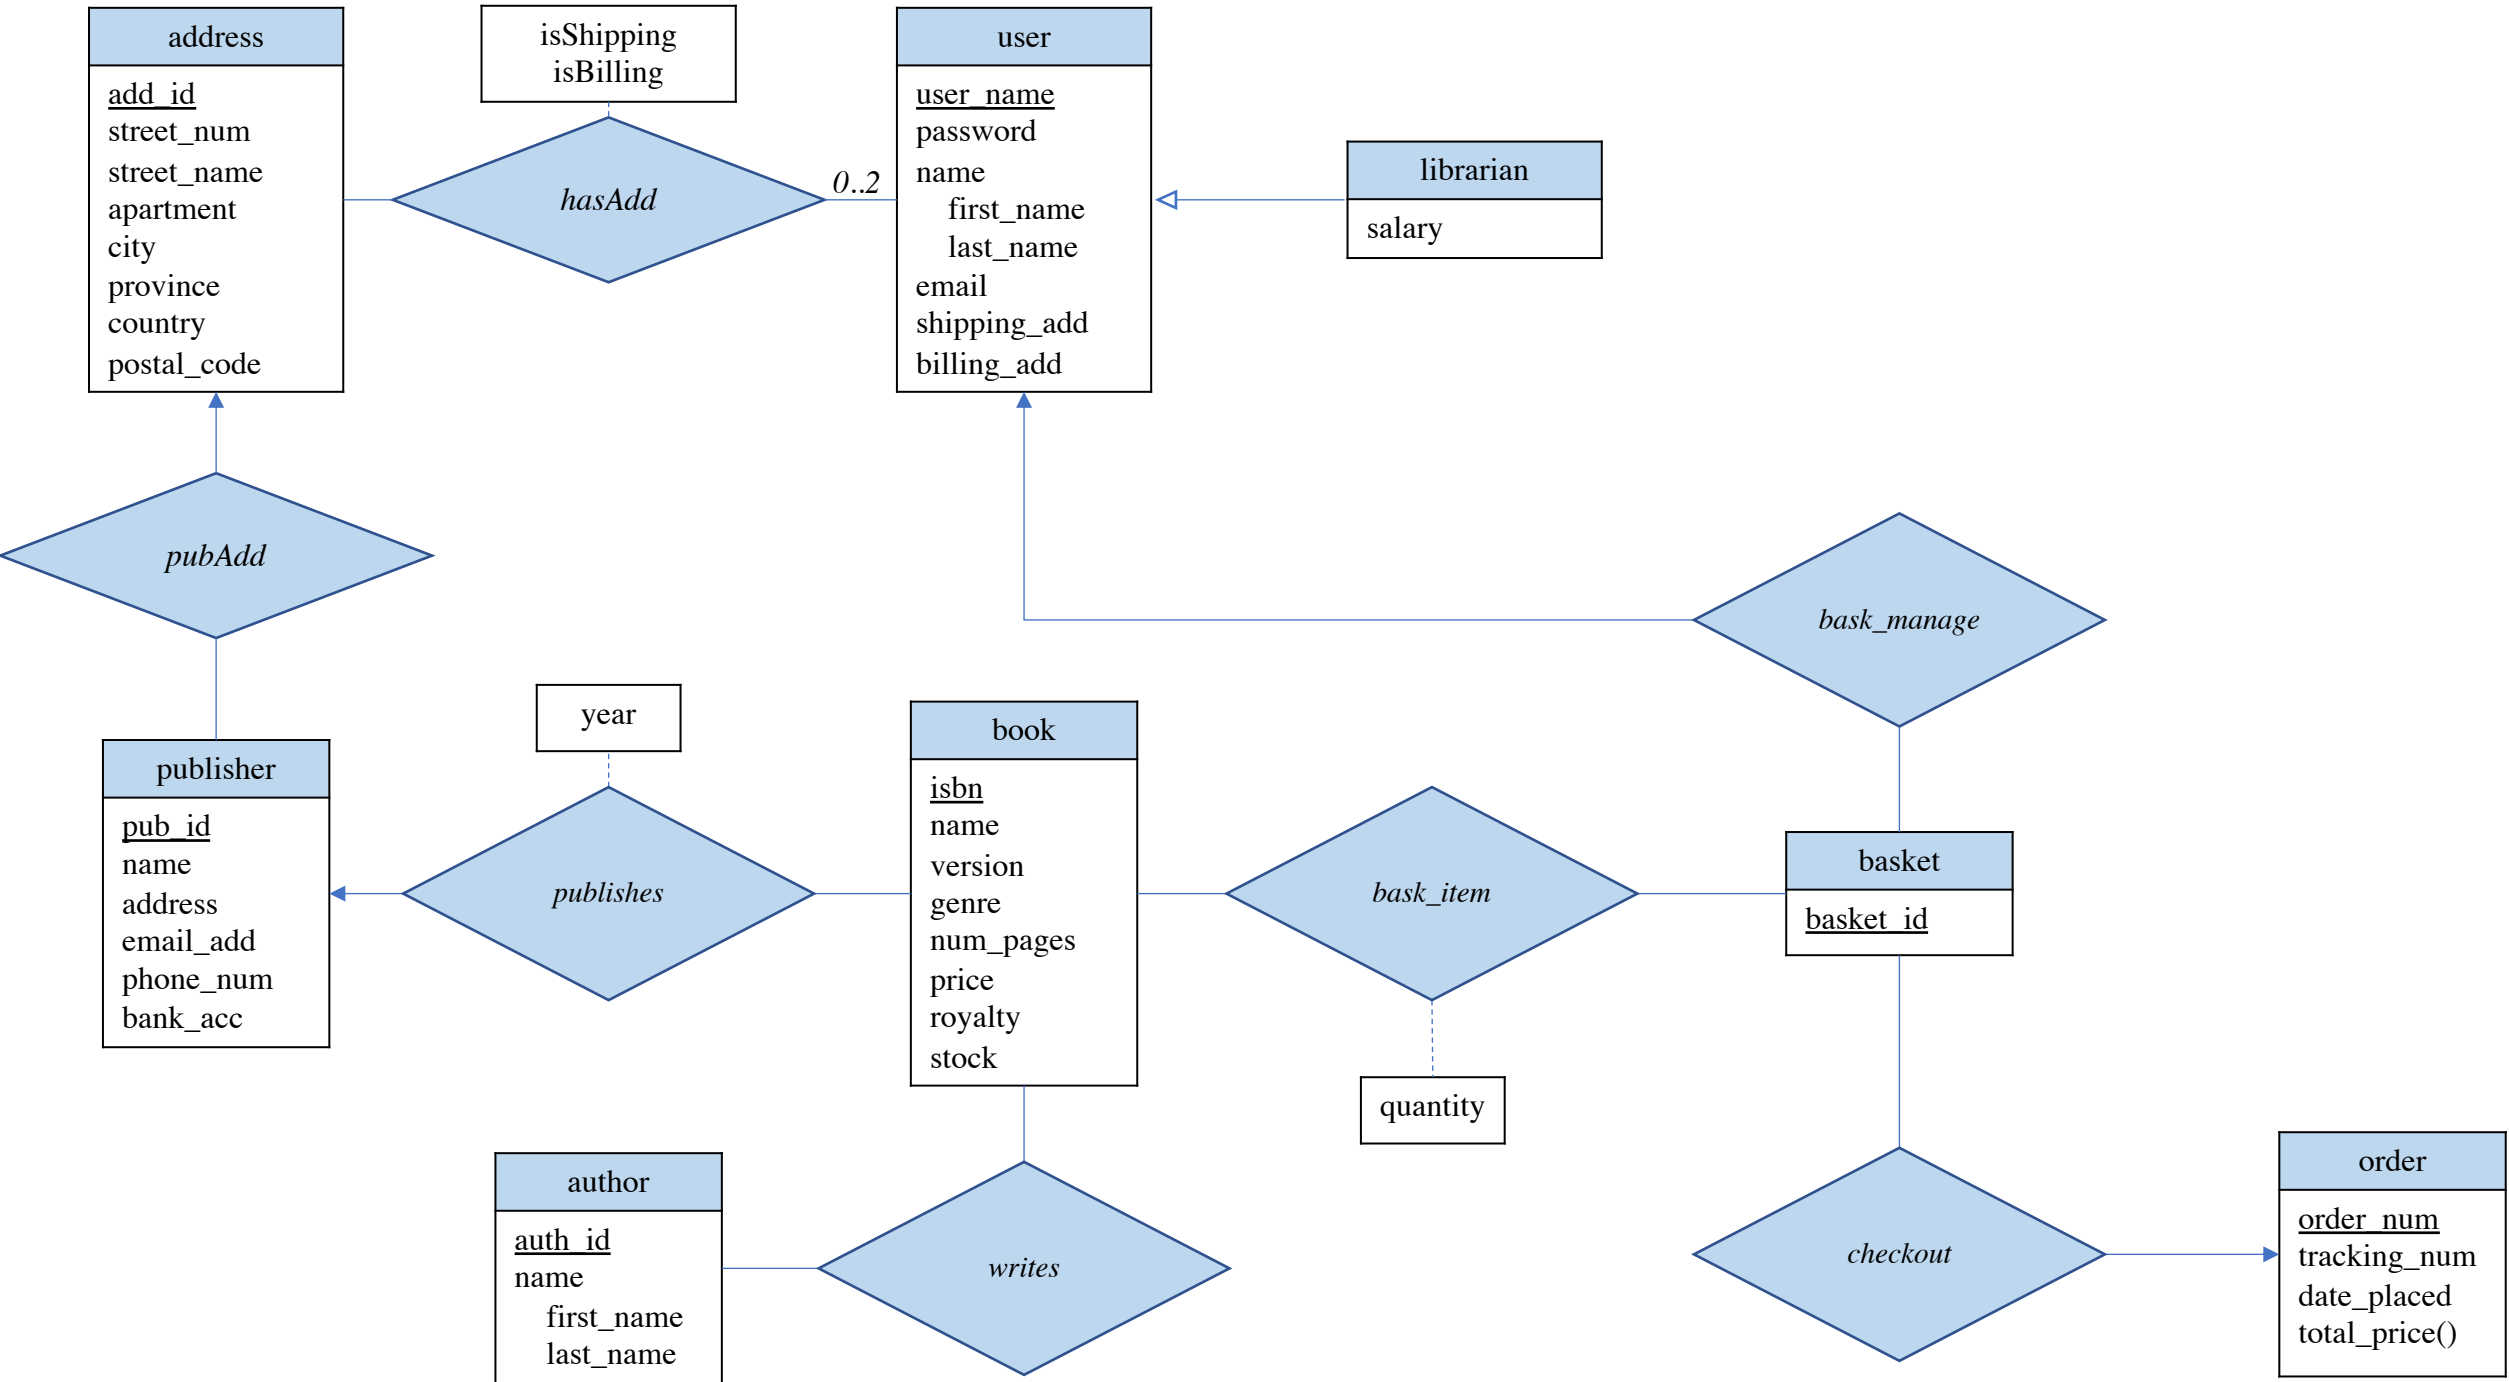 address
add_id
street_num
street_name
apartment
city
province
country
postal_code
isShipping
isBilling
hasAdd
0..2
user
user_name
password
name
first_name
last_name
email
shipping_add
billing_add
librarian
salary
pubAdd
bask_manage
publisher
pub_id
name
address
email_add
phone_num
bank_acc
year
publishes
book
isbn
name
version
genre
num_pages
price
royalty
stock
bask_item
quantity
basket
basket_id
author
auth_id
name
first_name
last_name
writes
checkout
order
order_num
tracking_num
date_placed
total_price()